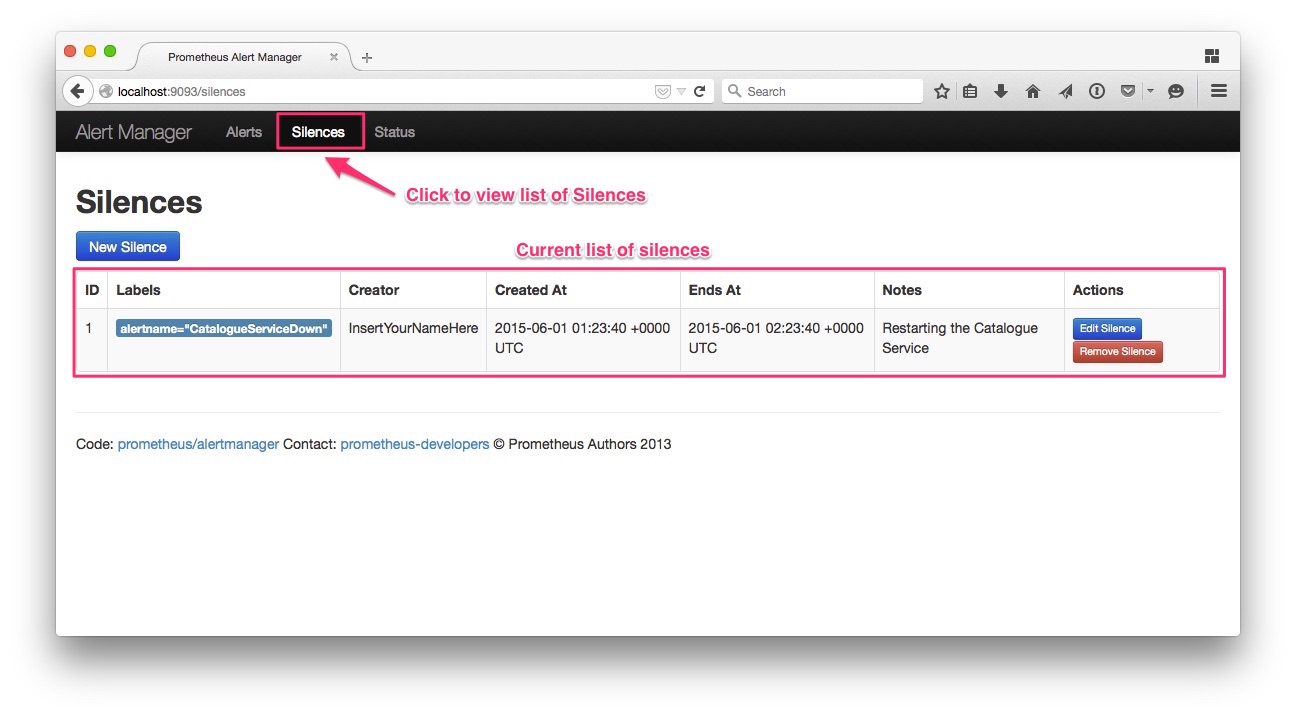 Prometheus Alert Manager
localhost:9093/silences
Search
Alert Manager Alerts Silences Status
Click to view list of Silences
Silences
New Silence
Current list of silences
ID Labels Creator Created At Ends At Notes Actions
1 alertname="CatalogueServiceDown" InsertYourNameHere 2015-06-01 01:23:40 +0000 2015-06-01 02:23:40 +0000 Restarting the Catalogue Edit Silence
UTC UTC Service Remove Silence
Code: prometheus/alertmanager Contact: prometheus-developers © Prometheus Authors 2013